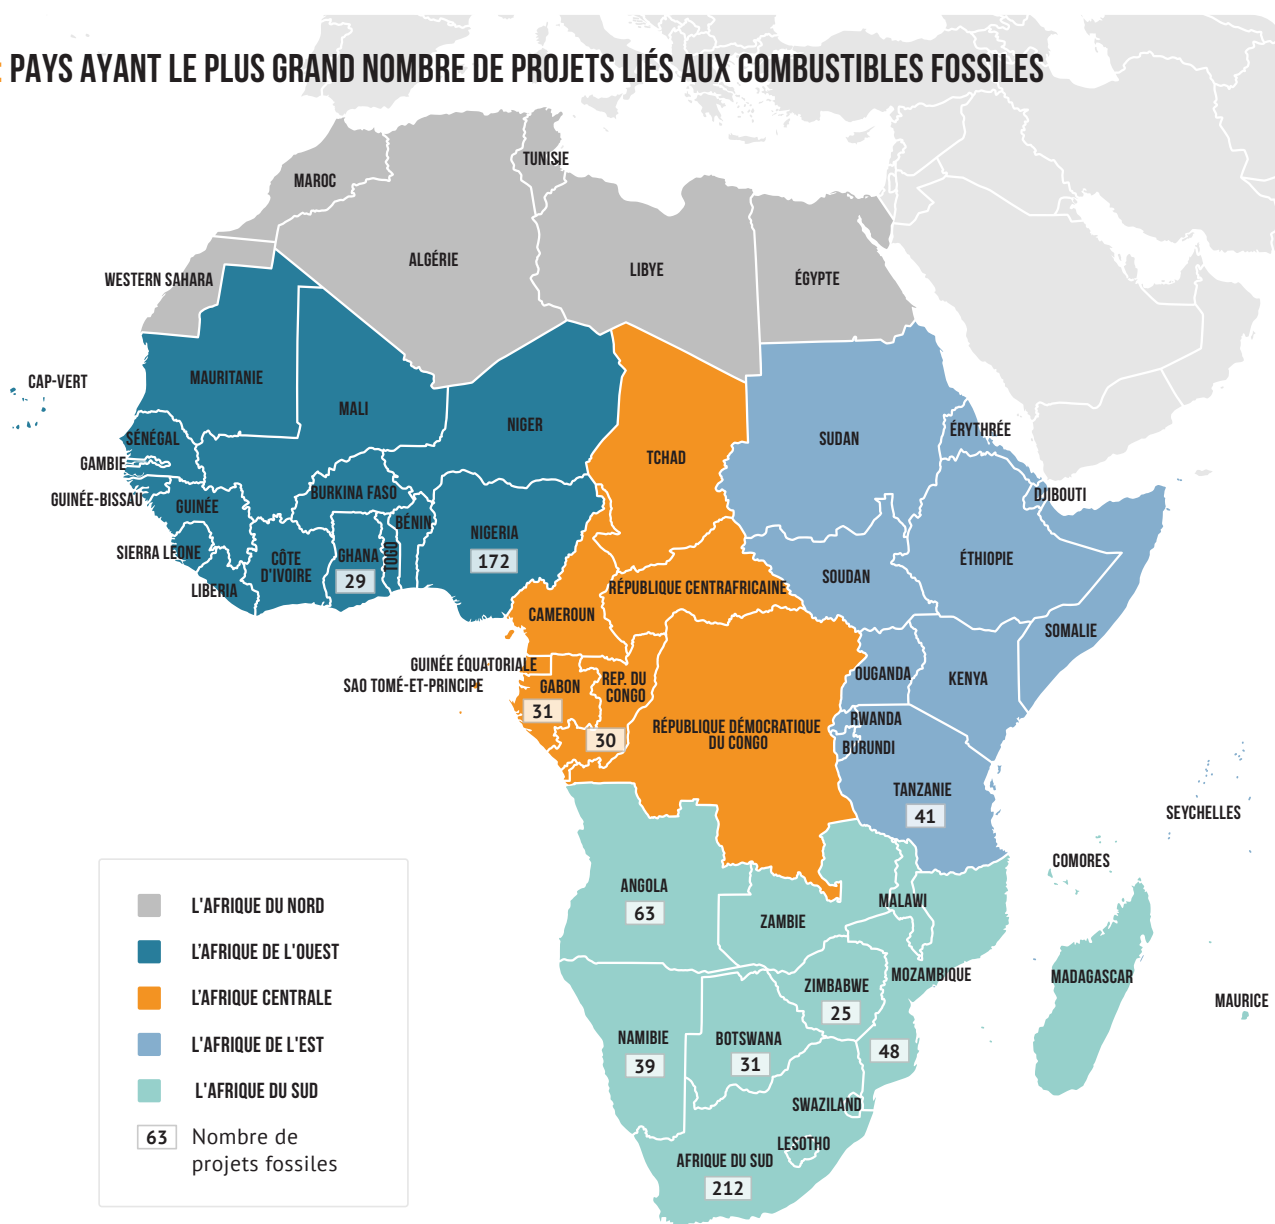 : PAYS AYANT LE PLUS GRAND NOMBRE DE PROJETS LIÉS AUX COMBUSTIBLES FOSSILES
TUNISIE
MAROC
ALGÉRIE
LIBYE
ÉGYPTE
WESTERN SAHARA
CAP-VERT
MAURITANIE
MALI
NIGER
TCHAD
SUDAN
ÉRYTHRÉE
SÉNÉGAL
GAMBIE
GUINÉE-BISSAU
GUINÉE
BURKINA FASO
BÉNIN
NIGERIA
172
DJIBOUTI
SIERRA LEONE
CÔTE
D'IVOIRE
GHANA
29
TOGO
LIBERIA
ÉTHIOPIE
SOUDAN
RÉPUBLIQUE CENTRAFRICAINE
CAMEROUN
SOMALIE
GUINÉE ÉQUATORIALE
SAO TOMÉ-ET-PRINCIPE
GABON
31
REP. DU
CONGO
30
OUGANDA
KENYA
RÉPUBLIQUE DÉMOCRATIQUE
DU CONGO
RWANDA
BURUNDI
TANZANIE
41
SEYCHELLES
COMORES
ANGOLA
63
ZAMBIE
MALAWI
MOZAMBIQUE
48
MADAGASCAR
MAURICE
ZIMBABWE
25
NAMIBIE
39
BOTSWANA
31
SWAZILAND
LESOTHO
AFRIQUE DU SUD
212
L'AFRIQUE DU NORD
L'AFRIQUE DE L'OUEST
L'AFRIQUE CENTRALE
L'AFRIQUE DE L'EST
L'AFRIQUE DU SUD
63
Nombre de
projets fossiles